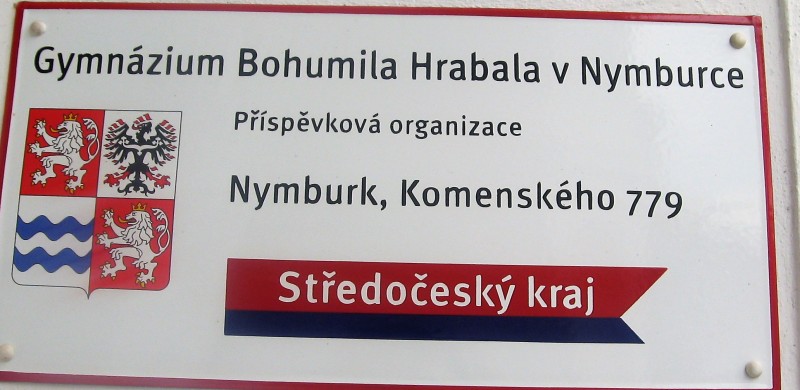 Gymnázium Bohumila Hrabala v Nymburce
Příspěvková organizace
Nymburk, Komenského 779
Středočeský kraj